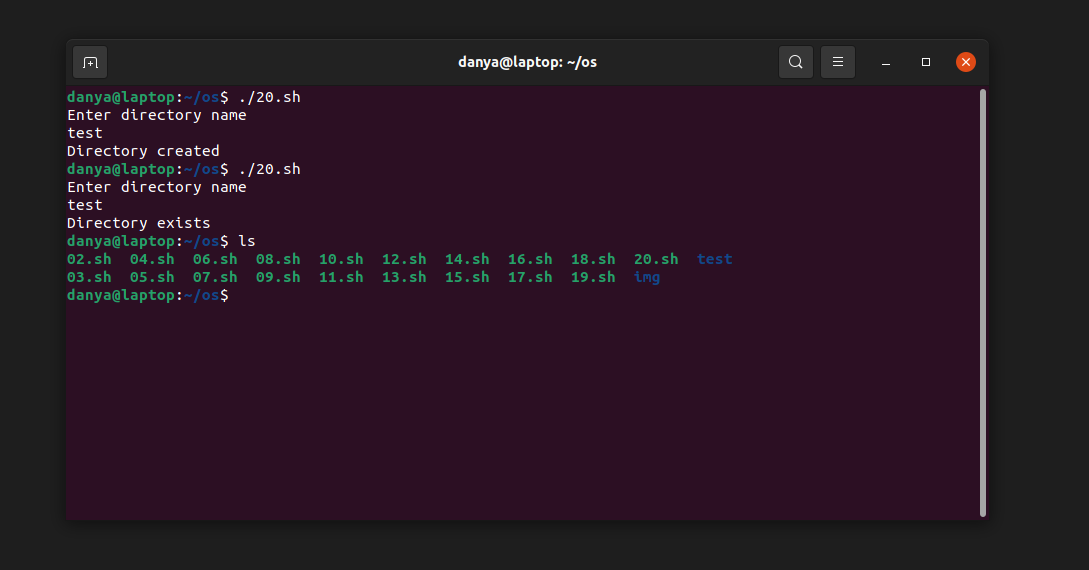 danya@laptop: ~/os
danya@laptop:~/os$ ./20.sh
Enter directory name
test
Directory created
danya@laptop:~/os$ ./20.sh
Enter directory name
test
Directory exists
danya@laptop:~/os$ ls
02.sh  04.sh  06.sh  08.sh  10.sh  12.sh  14.sh  16.sh  18.sh  20.sh  test
03.sh  05.sh  07.sh  09.sh  11.sh  13.sh  15.sh  17.sh  19.sh  img
danya@laptop:~/os$